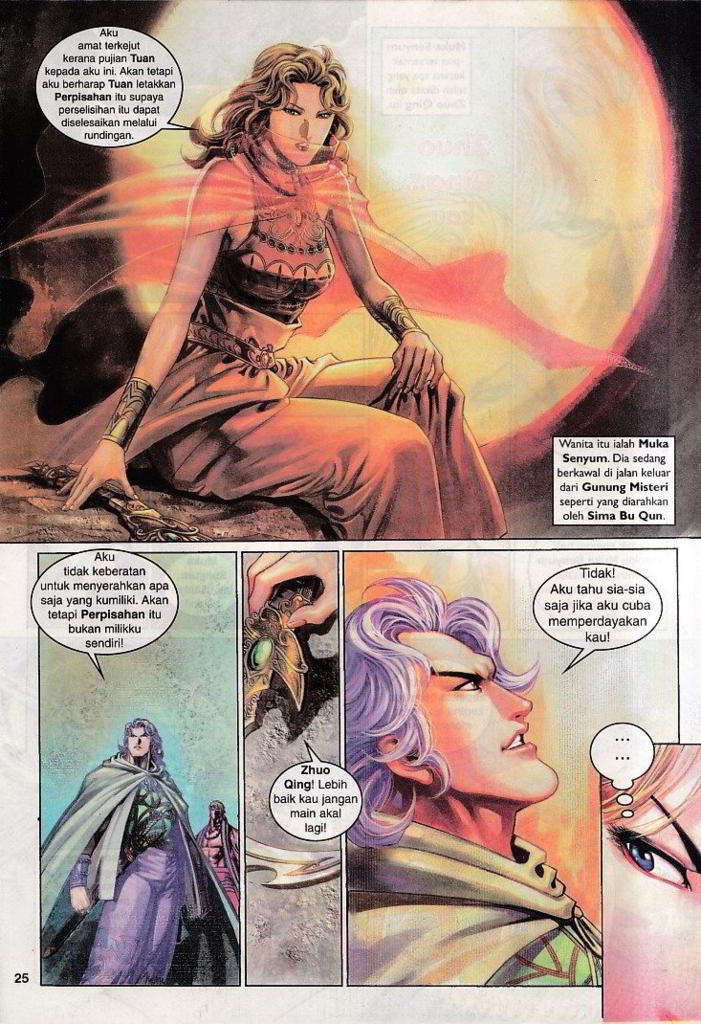 Aku
amat terkejut
kerana pujian Tuan
kepada aku ini. Akan tetapi
aku berharap Tuan letakkan
Perpisahan itu supaya
perselisihan itu dapat
diselesaikan melalui
rundingan.
Wanita itu ialah Muka
Senyum. Dia sedang
berkawal di jalan keluar
dari Gunung Misteri
seperti yang diarahkan
oleh Sima Bu Qun.
Aku
tidak keberatan
untuk menyerahkan apa
saja yang kumiliki. Akan
tetapi Perpisahan itu
bukan milikku
sendiri!
Zhuo
Qing! Lebih
baik kau jangan
main akal
lagi!
Tidak!
Aku tahu sia-sia
saja jika aku cuba
memperdayakan
kau!
...
...
25